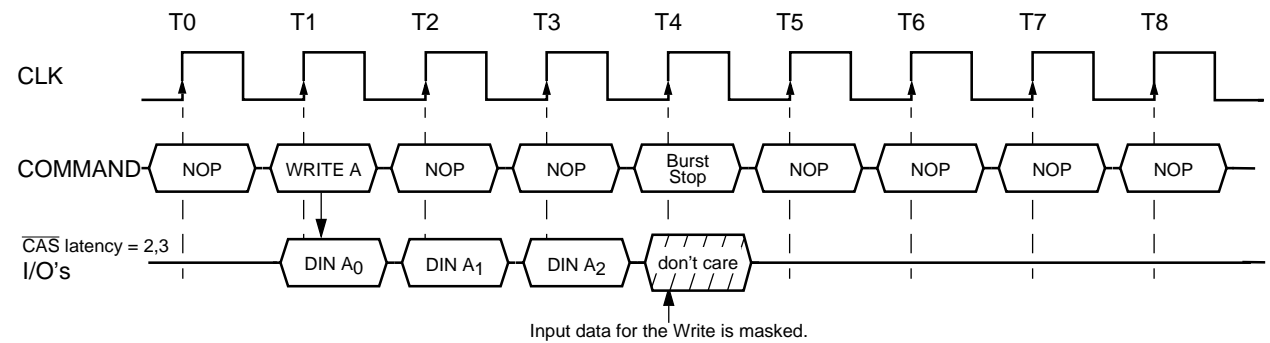 T0 T1 T2 T3 T4 T5 T6 T7 T8
CLK
COMMAND NOP WRITE A NOP NOP Burst Stop NOP NOP NOP NOP
CAS latency = 2,3
I/O's DIN A0 DIN A1 DIN A2 don't care
Input data for the Write is masked.